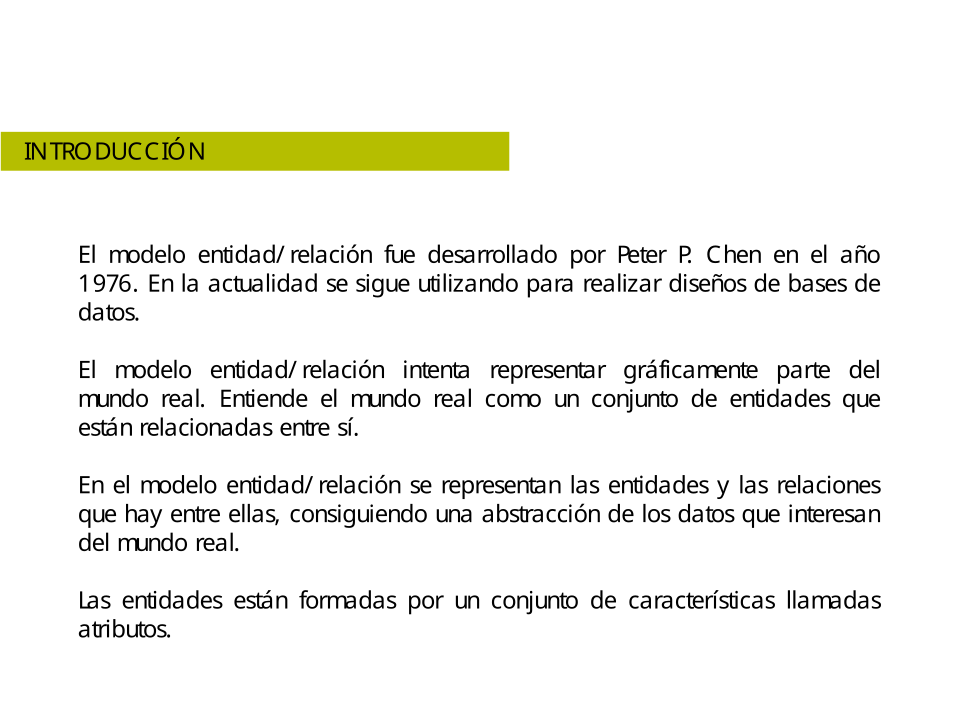 INTRODUCCIÓN
El modelo entidad/relación fue desarrollado por Peter P. Chen en el año
1976. En la actualidad se sigue utilizando para realizar diseños de bases de
datos.
El modelo entidad/relación intenta representar gráficamente parte del
mundo real. Entiende el mundo real como un conjunto de entidades que
están relacionadas entre sí.
En el modelo entidad/relación se representan las entidades y las relaciones
que hay entre ellas, consiguiendo una abstracción de los datos que interesan
del mundo real.
Las entidades están formadas por un conjunto de características llamadas
atributos.